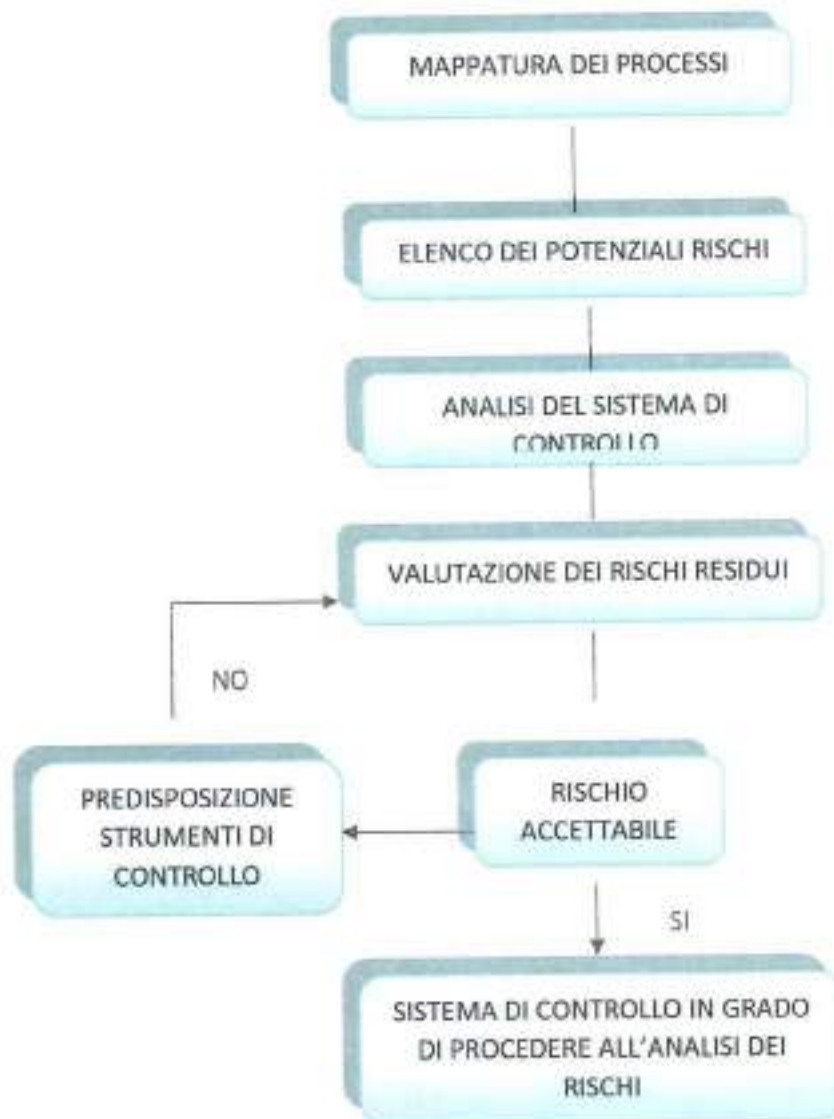 MAPPATURA DEI PROCESSI
ELENCO DEI POTENZIALI RISCHI
ANALISI DEL SISTEMA DI
CONTROLLO
VALUTAZIONE DEI RISCHI RESIDUI
NO
PREDISPOSIZIONE
STRUMENTI DI
CONTROLLO
RISCHIO
ACCETTABILE
SI
SISTEMA DI CONTROLLO IN GRADO
DI PROCEDERE ALL'ANALISI DEI
RISCHI